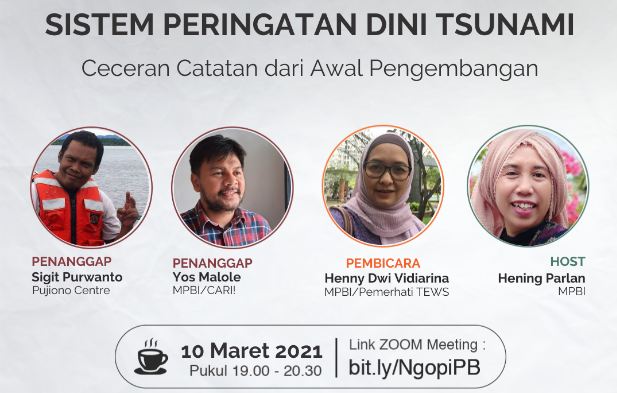 SISTEM PERINGATAN DINI TSUNAMI
Ceceran Catatan dari Awal Pengembangan
PENANGGAP
Sigit Purwanto
Pujiono Centre
PENANGGAP
Yos Malole
MPBI/CARI!
PEMBICARA
Henny Dwi Vidiarina
MPBI/Pemerhati TEWS
HOST
Hening Parlan
MPBI
10 Maret 2021
Pukul 19.00 - 20.30
Link ZOOM Meeting :
bit.ly/NgopiPB